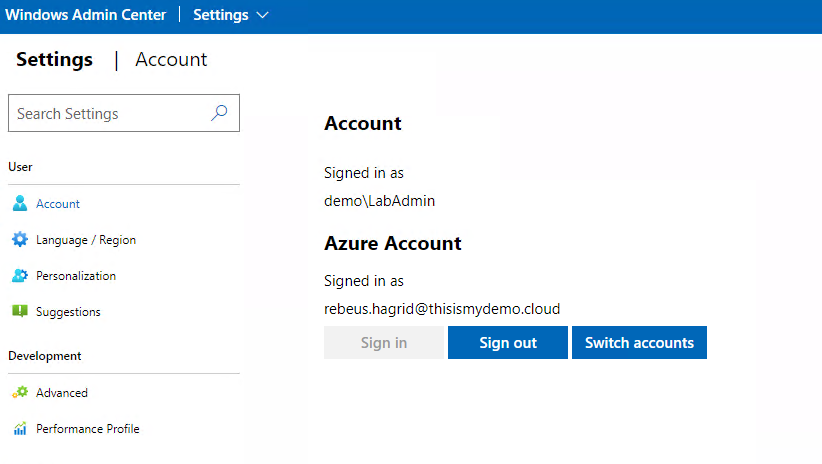 Windows Admin Center Settings
Settings | Account
Search Settings
User
Account
Language / Region
Personalization
Suggestions
Development
Advanced
Performance Profile
Account
Signed in as
demo\LabAdmin
Azure Account
Signed in as
rebeus.hagrid@thisismydemo.cloud
Sign in Sign out Switch accounts